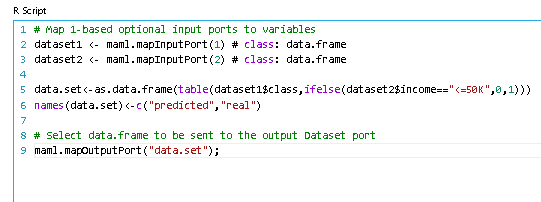 R Script
1 # Map 1-based optional input ports to variables
2 dataset1 <- maml.mapInputPort(1) # class: data.frame
3 dataset2 <- maml.mapInputPort(2) # class: data.frame
4
5 data.set<-as.data.frame(table(dataset1$class,ifelse(dataset2$income=="<=50K",0,1)))
6 names(data.set)<-c("predicted","real")
7
8 # Select data.frame to be sent to the output Dataset port
9 maml.mapOutputPort("data.set");